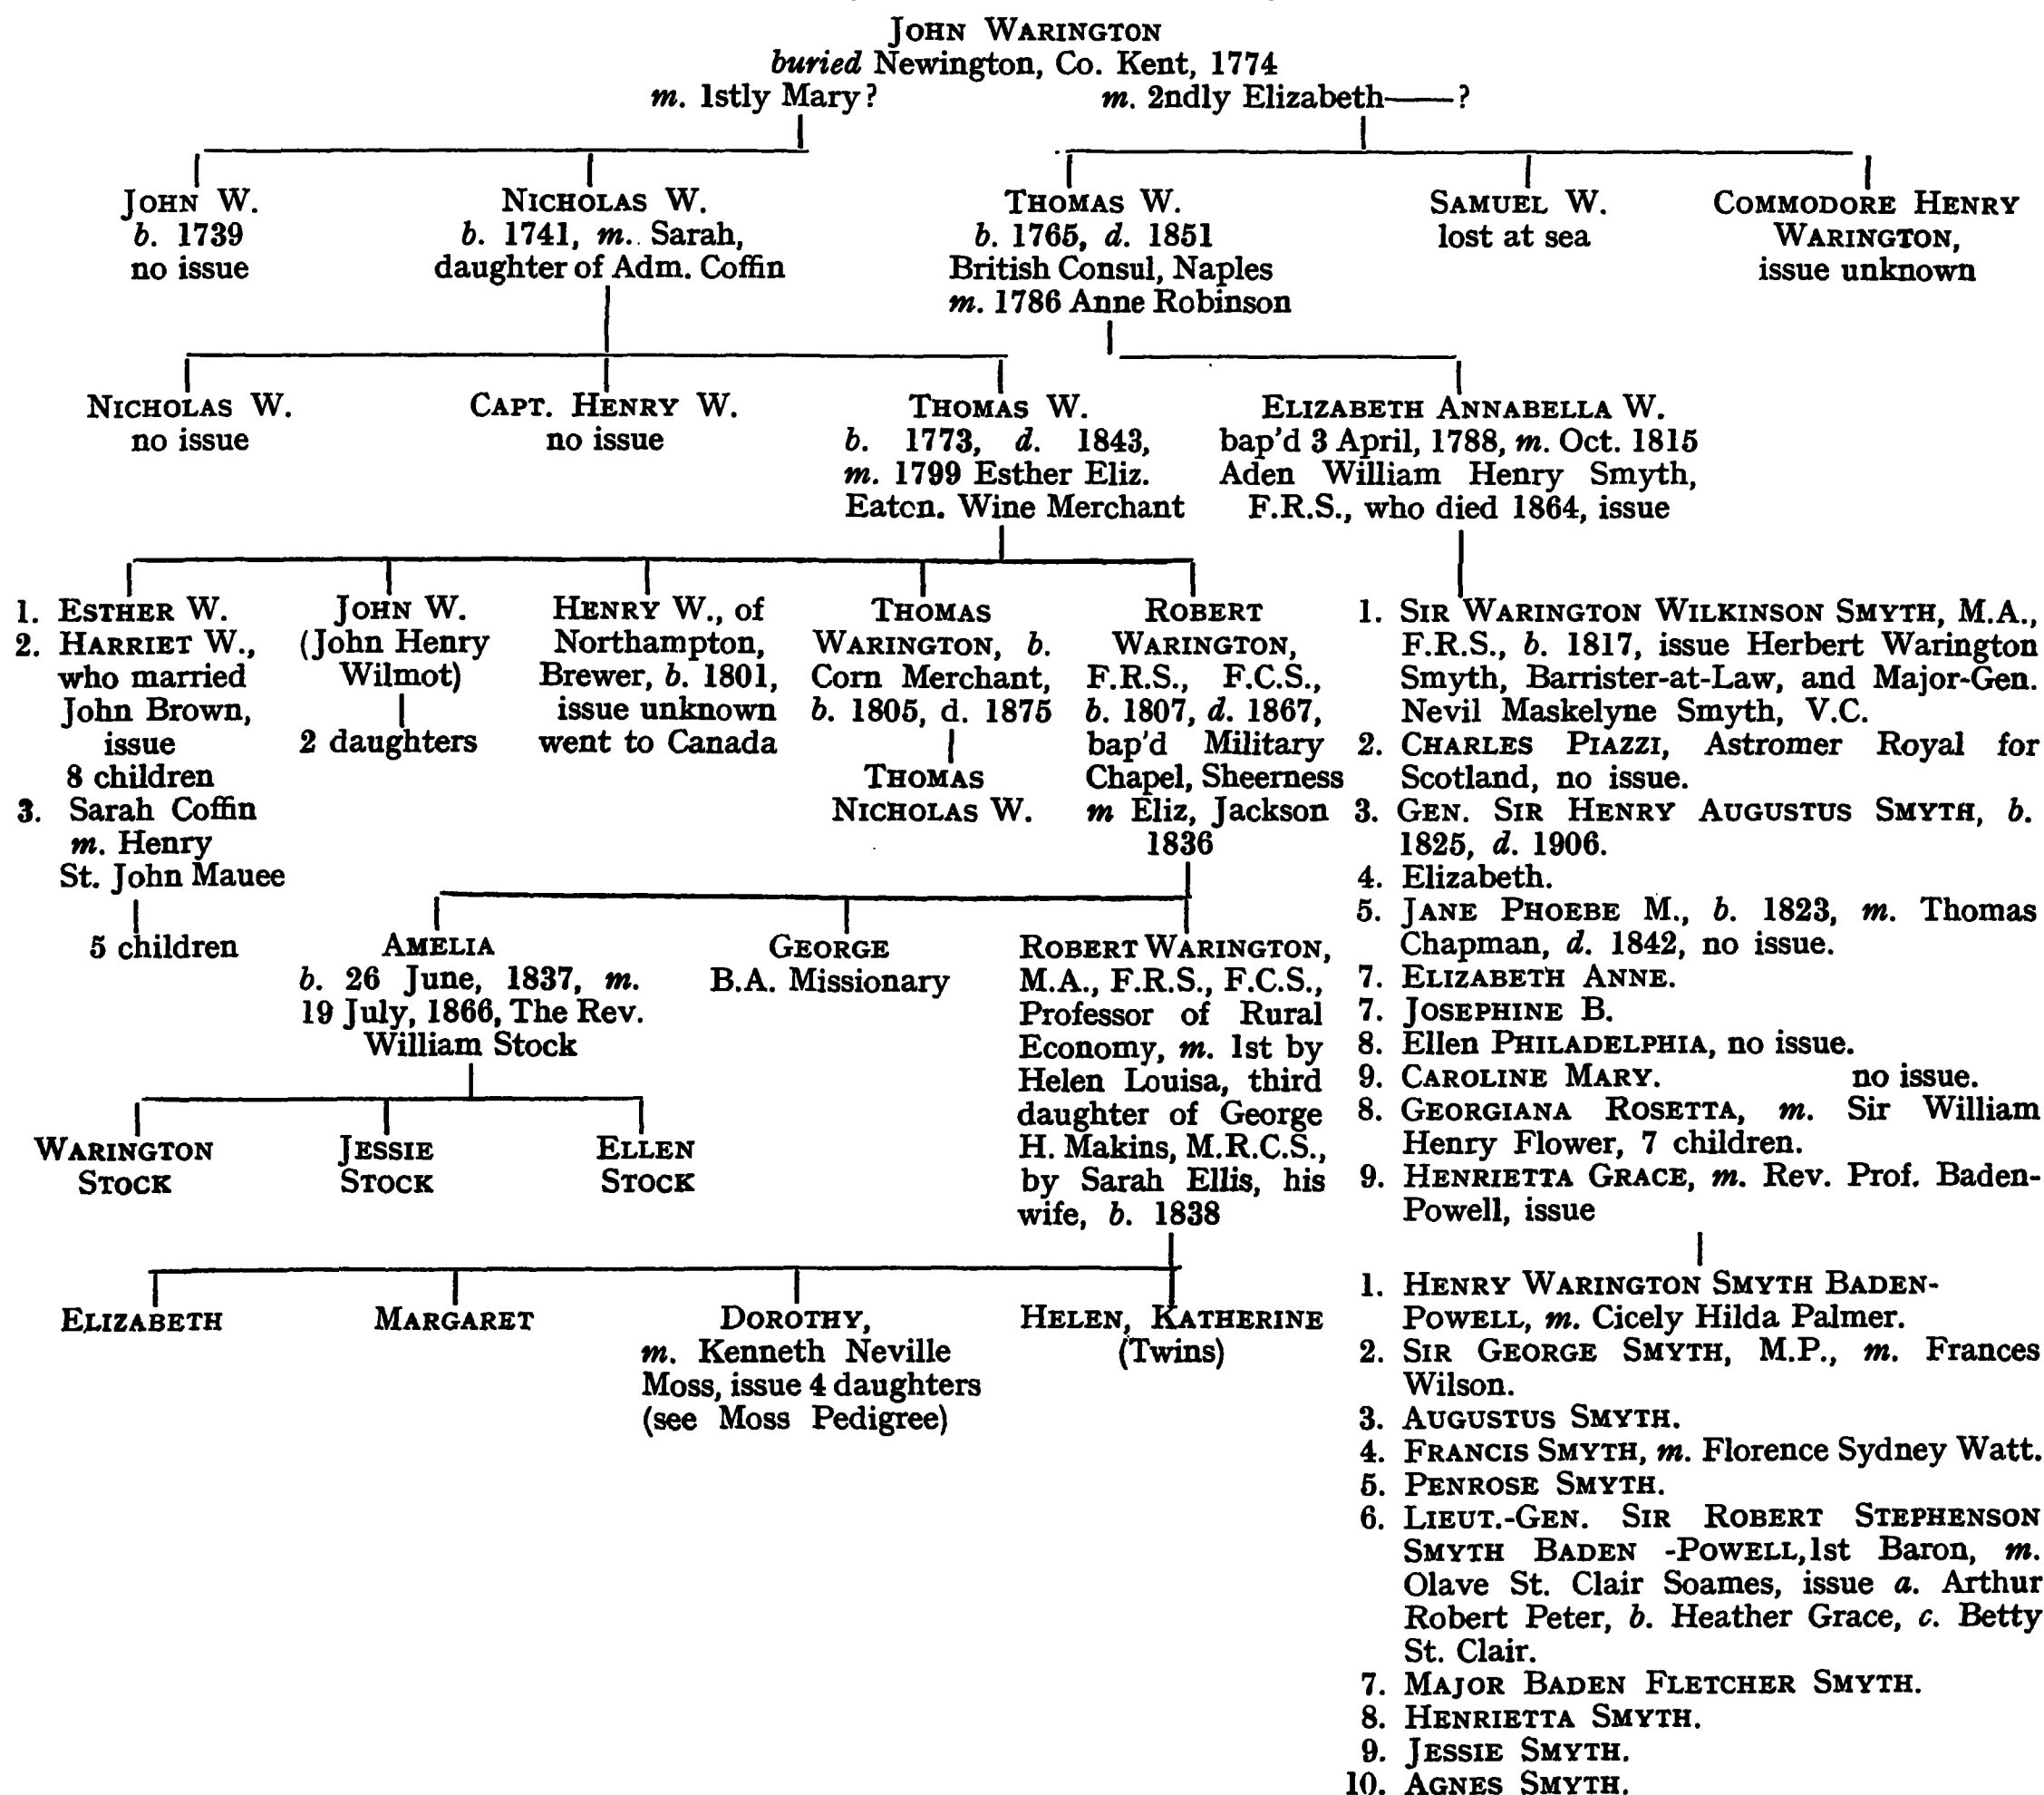 JOHN WARINGTON
buried Newington, Co. Kent, 1774
m. 1stly Mary?
m. 2ndly Elizabeth——?
JOHN W.
b. 1739
no issue
NICHOLAS W.
b. 1741, m. Sarah,
daughter of Adm. Coffin
THOMAS W.
b. 1765, d. 1851
British Consul, Naples
m. 1786 Anne Robinson
SAMUEL W.
lost at sea
COMMODORE HENRY
WARINGTON,
issue unknown
NICHOLAS W.
no issue
CAPT. HENRY W.
no issue
THOMAS W.
b. 1773, d. 1843,
m. 1799 Esther Eliz.
Eatcn. Wine Merchant
ELIZABETH ANNABELLA W.
bap'd 3 April, 1788, m. Oct. 1815
Aden William Henry Smyth,
F.R.S., who died 1864, issue
1. ESTHER W.
2. HARRIET W.,
who married
John Brown,
issue
8 children
3. Sarah Coffin
m. Henry
St. John Mauee
5 children
JOHN W.
(John Henry
Wilmot)
2 daughters
HENRY W., of
Northampton,
Brewer, b. 1801,
issue unknown
went to Canada
THOMAS
WARINGTON, b.
Corn Merchant,
b. 1805, d. 1875
THOMAS
NICHOLAS W.
ROBERT
WARINGTON,
F.R.S., F.C.S.,
b. 1807, d. 1867,
bap'd Military
Chapel, Sheerness
m Eliz, Jackson
1836
1. SIR WARINGTON WILKINSON SMYTH, M.A.,
F.R.S., b. 1817, issue Herbert Warington
Smyth, Barrister-at-Law, and Major-Gen.
Nevil Maskelyne Smyth, V.C.
2. CHARLES PIAZZI, Astromer Royal for
Scotland, no issue.
3. GEN. SIR HENRY AUGUSTUS SMYTH, b.
1825, d. 1906.
4. Elizabeth.
5. JANE PHOEBE M., b. 1823, m. Thomas
Chapman, d. 1842, no issue.
7. ELIZABETH ANNE.
7. JOSEPHINE B.
8. Ellen PHILADELPHIA, no issue.
9. CAROLINE MARY. no issue.
8. GEORGIANA ROSETTA, m. Sir William
Henry Flower, 7 children.
9. HENRIETTA GRACE, m. Rev. Prof. Baden-
Powell, issue
AMELIA
b. 26 June, 1837, m.
19 July, 1866, The Rev.
William Stock
GEORGE
B.A. Missionary
ROBERT WARINGTON,
M.A., F.R.S., F.C.S.,
Professor of Rural
Economy, m. 1st by
Helen Louisa, third
daughter of George
H. Makins, M.R.C.S.,
by Sarah Ellis, his
wife, b. 1838
WARINGTON
STOCK
JESSIE
STOCK
ELLEN
STOCK
ELIZABETH
MARGARET
DOROTHY,
m. Kenneth Neville
Moss, issue 4 daughters
(see Moss Pedigree)
HELEN, KATHERINE
(Twins)
1. HENRY WARINGTON SMYTH BADEN-
POWELL, m. Cicely Hilda Palmer.
2. SIR GEORGE SMYTH, M.P., m. Frances
Wilson.
3. AUGUSTUS SMYTH.
4. FRANCIS SMYTH, m. Florence Sydney Watt.
5. PENROSE SMYTH.
6. LIEUT.-GEN. SIR ROBERT STEPHENSON
SMYTH BADEN -POWELL, 1st Baron, m.
Olave St. Clair Soames, issue a. Arthur
Robert Peter, b. Heather Grace, c. Betty
St. Clair.
7. MAJOR BADEN FLETCHER SMYTH.
8. HENRIETTA SMYTH.
9. JESSIE SMYTH.
10. AGNES SMYTH.